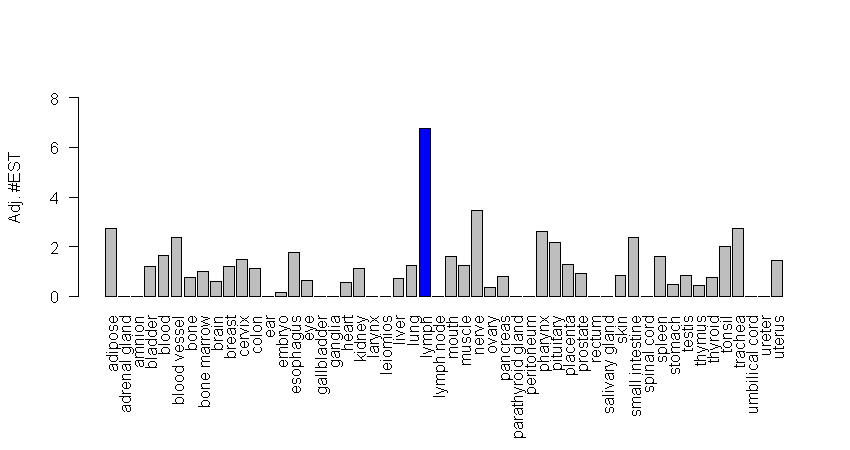 Adj. #EST
8
6
4
2
0
adipose
adrenal gland
amnion
bladder
blood
blood vessel
bone
bone marrow
brain
breast
cervix
colon
ear
embryo
esophagus
eye
gallbladder
ganglia
heart
kidney
larynx
leiomios
liver
lung
lymph
lymph node
mouth
muscle
nerve
ovary
pancreas
parathyroid gland
peritoneum
pharynx
pituitary
placenta
prostate
rectum
salivary gland
skin
small intestine
spinal cord
spleen
stomach
testis
thymus
thyroid
tonsil
trachea
umbilical cord
ureter
uterus